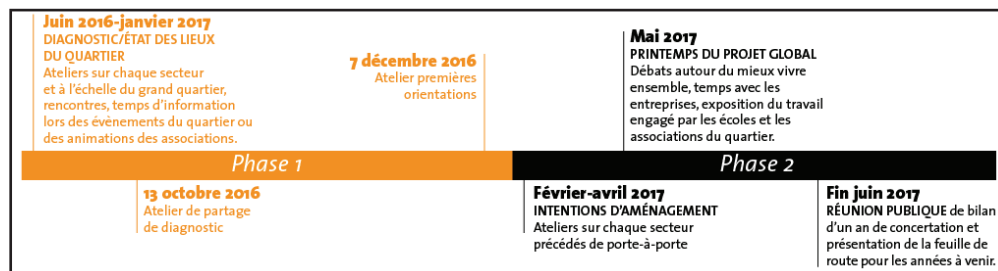 Juin 2016-janvier 2017
DIAGNOSTIC/ÉTAT DES LIEUX
DU QUARTIER
Ateliers sur chaque secteur
et à l'échelle du grand quartier,
rencontres, temps d'information
lors des évènements du quartier ou
des animations des associations.
7 décembre 2016
Atelier premières
orientations
Mai 2017
PRINTEMPS DU PROJET GLOBAL
Débats autour du mieux vivre
ensemble, temps avec les
entreprises, exposition du travail
engagé par les écoles et les
associations du quartier.
Phase 1
Phase 2
13 octobre 2016
Atelier de partage
de diagnostic
Février-avril 2017
INTENTIONS D'AMÉNAGEMENT
Ateliers sur chaque secteur
précédés de porte-à-porte
Fin juin 2017
RÉUNION PUBLIQUE de bilan
d'un an de concertation et
présentation de la feuille de
route pour les années à venir.